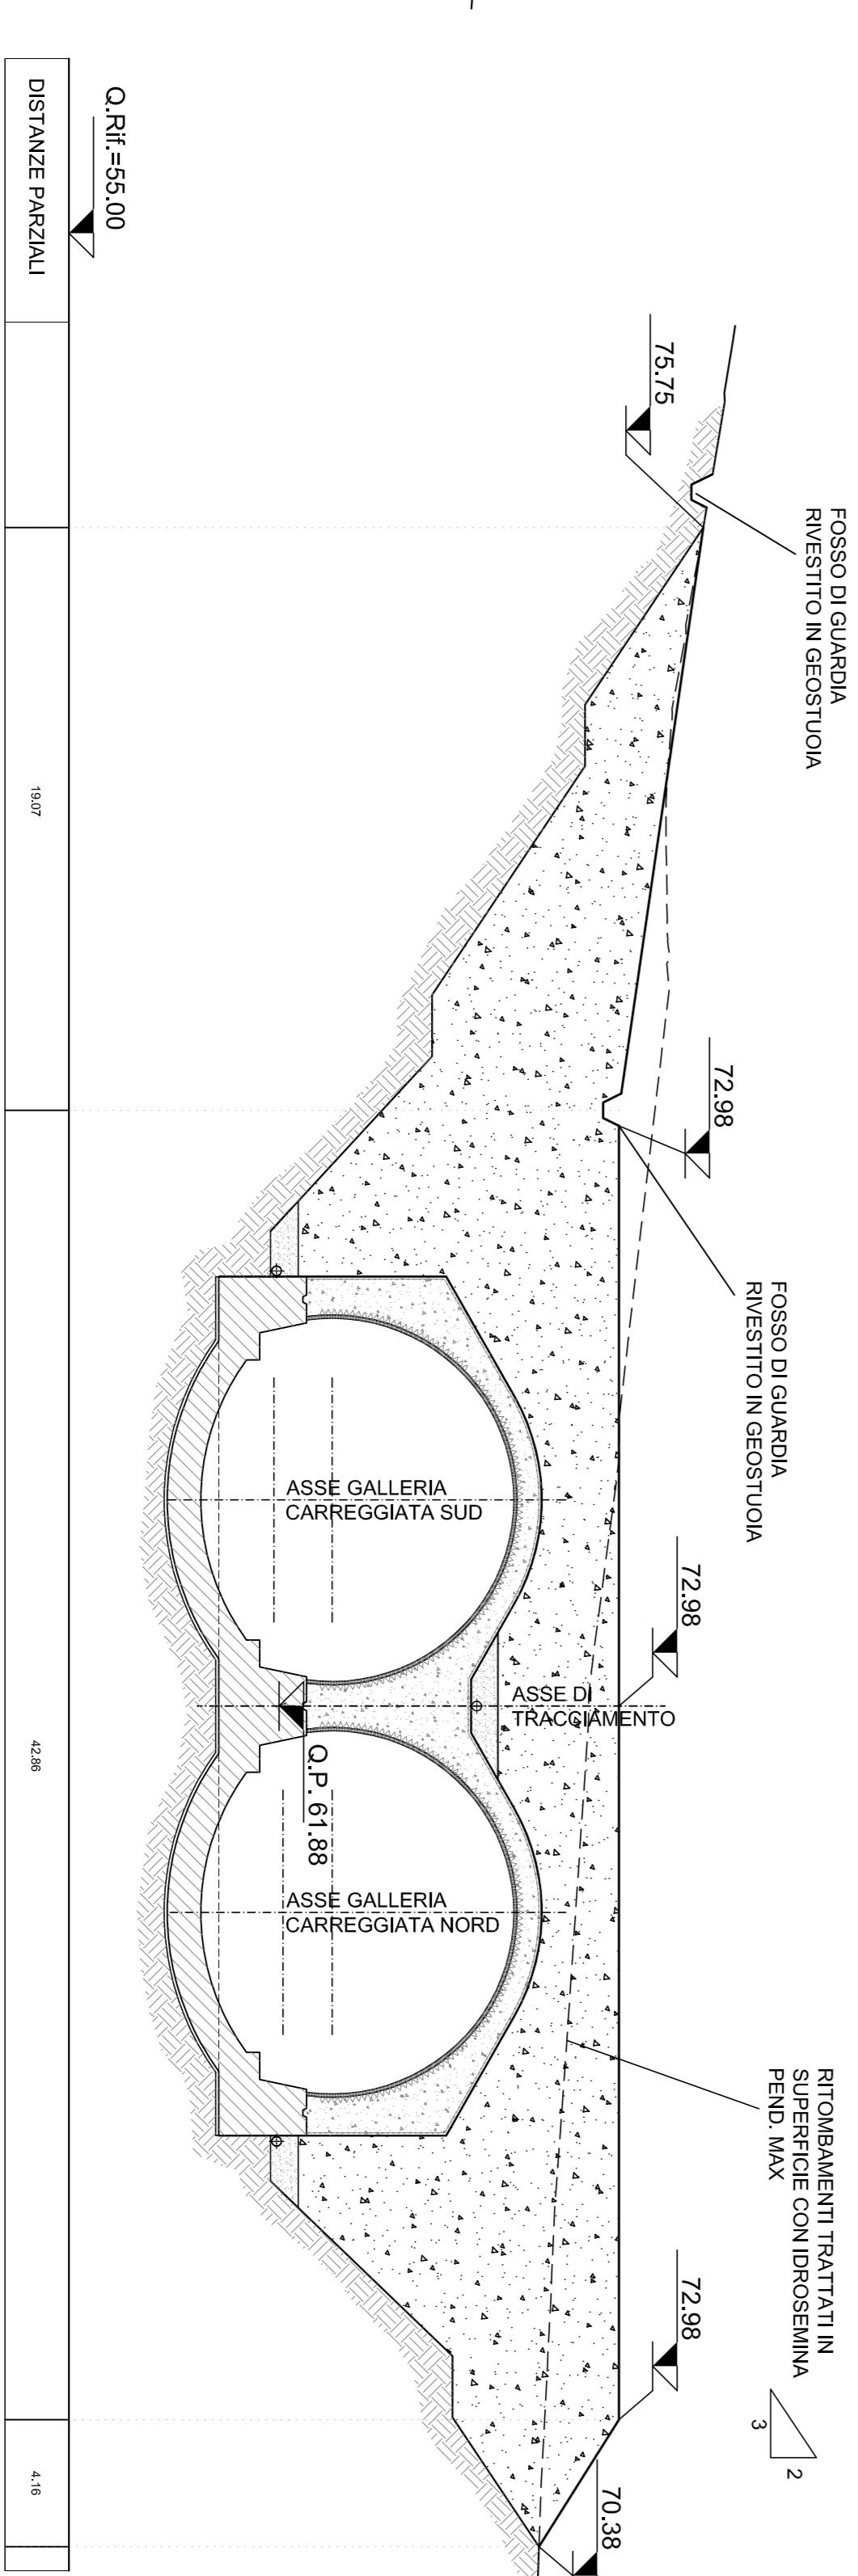 FOSSO DI GUARDIA
RIVESTITO IN GEOSTUOIA
75.75
72.98
FOSSO DI GUARDIA
RIVESTITO IN GEOSTUOIA
72.98
RITOMBAMENTI TRATTATI IN
SUPERFICIE CON IDROSEMINA
PEND. MAX
2
3
72.98
70.38
ASSE GALLERIA
CARREGGIATA SUD
ASSE DI
TRACCIAMENTO
Q.P. 61.88
ASSE GALLERIA
CARREGGIATA NORD
Q.Rif.=55.00
DISTANZE PARZIALI
19.07
42.86
4.16